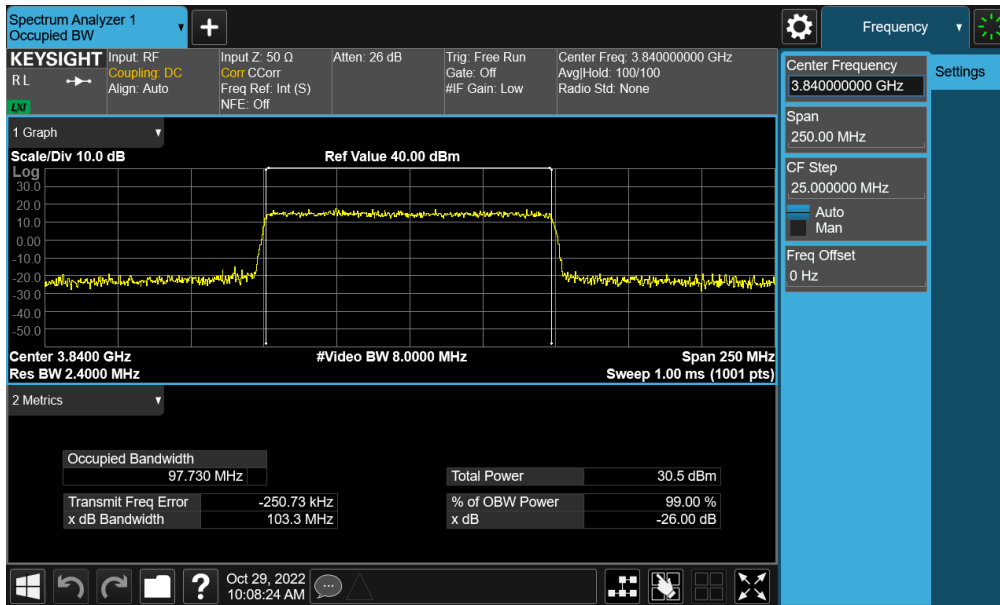 Spectrum Analyzer 1
Occupied BW
+
Frequency
KEYSIGHT
R L
LXI
Input: RF
Coupling: DC
Align: Auto
Input Z: 50 Ω
Corr CCorr
Freq Ref: Int (S)
NFE: Off
Atten: 26 dB
Trig: Free Run
Gate: Off
#IF Gain: Low
Center Freq: 3.840000000 GHz
Avg|Hold: 100/100
Radio Std: None
Center Frequency
3.840000000 GHz
Settings
Span
250.00 MHz
CF Step
25.000000 MHz
Auto
Man
Freq Offset
0 Hz
1 Graph
Scale/Div 10.0 dB
Ref Value 40.00 dBm
Log
30.0
20.0
10.0
0.00
-10.0
-20.0
-30.0
-40.0
-50.0
Center 3.8400 GHz
#Video BW 8.0000 MHz
Span 250 MHz
Res BW 2.4000 MHz
Sweep 1.00 ms (1001 pts)
2 Metrics
Occupied Bandwidth
97.730 MHz
Total Power 30.5 dBm
Transmit Freq Error -250.73 kHz
% of OBW Power 99.00 %
x dB Bandwidth 103.3 MHz
x dB -26.00 dB
?
Oct 29, 2022
10:08:24 AM